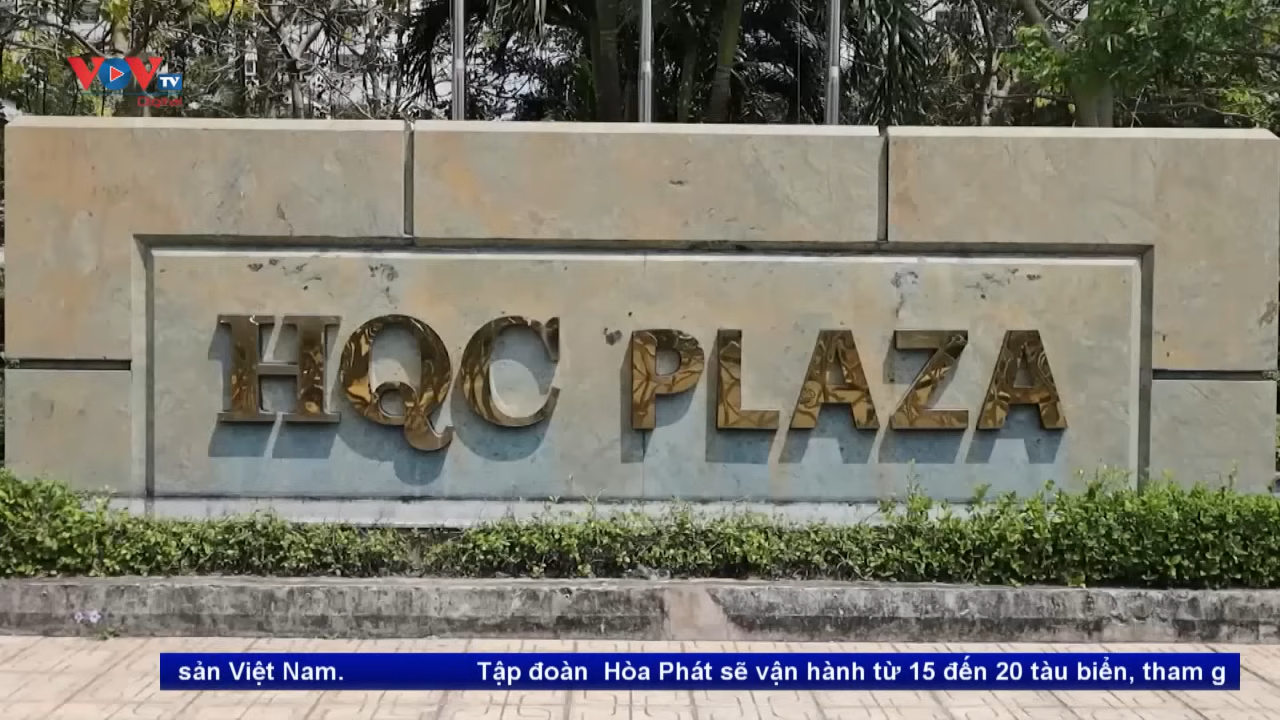 VOV TV
Digital
HQC PLAZA
sản Việt Nam. Tập đoàn Hòa Phát sẽ vận hành từ 15 đến 20 tàu biển, tham g